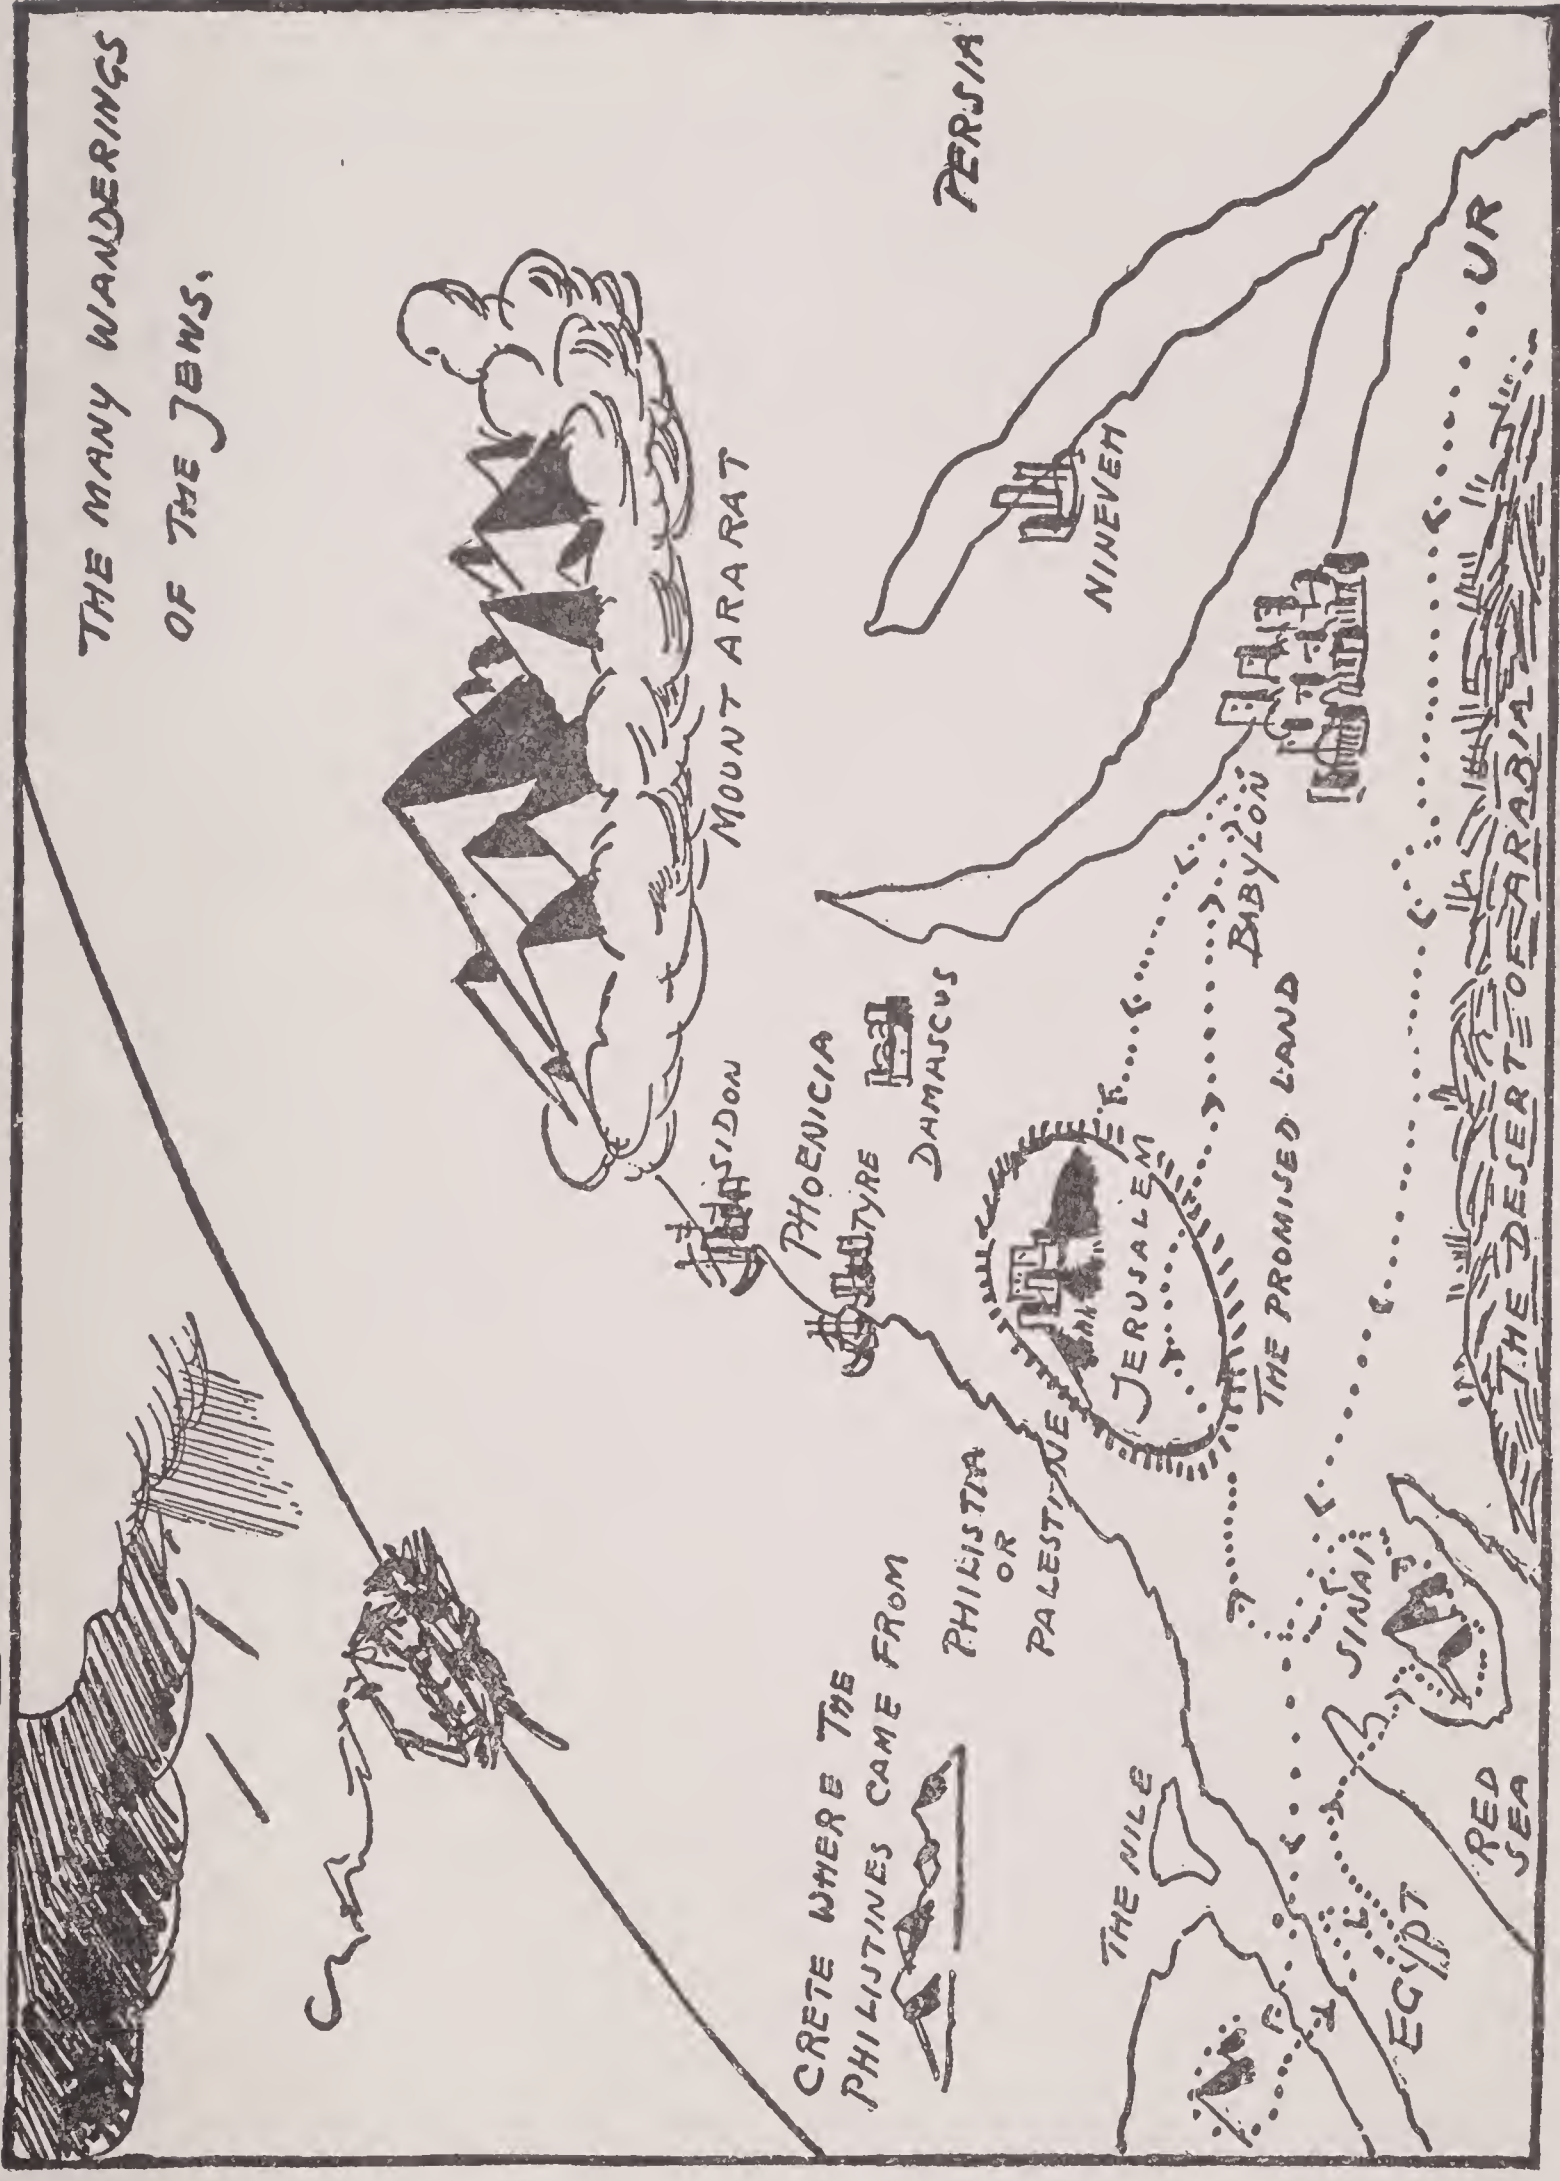 THE MANY WANDERINGS
OF THE JEWS.
MOUNT ARARAT
PERSIA
SIDON
PHOENICIA
TYRE
DAMASCUS
NINEVEH
CRETE WHERE THE
PHILISTINES CAME FROM
PHILISTIA
OR
PALESTINE
JERUSALEM
BABYLON
THE PROMISED LAND
UR
THE NILE
SINAI
EGYPT
RED
SEA
THE DESERT OF ARABIA